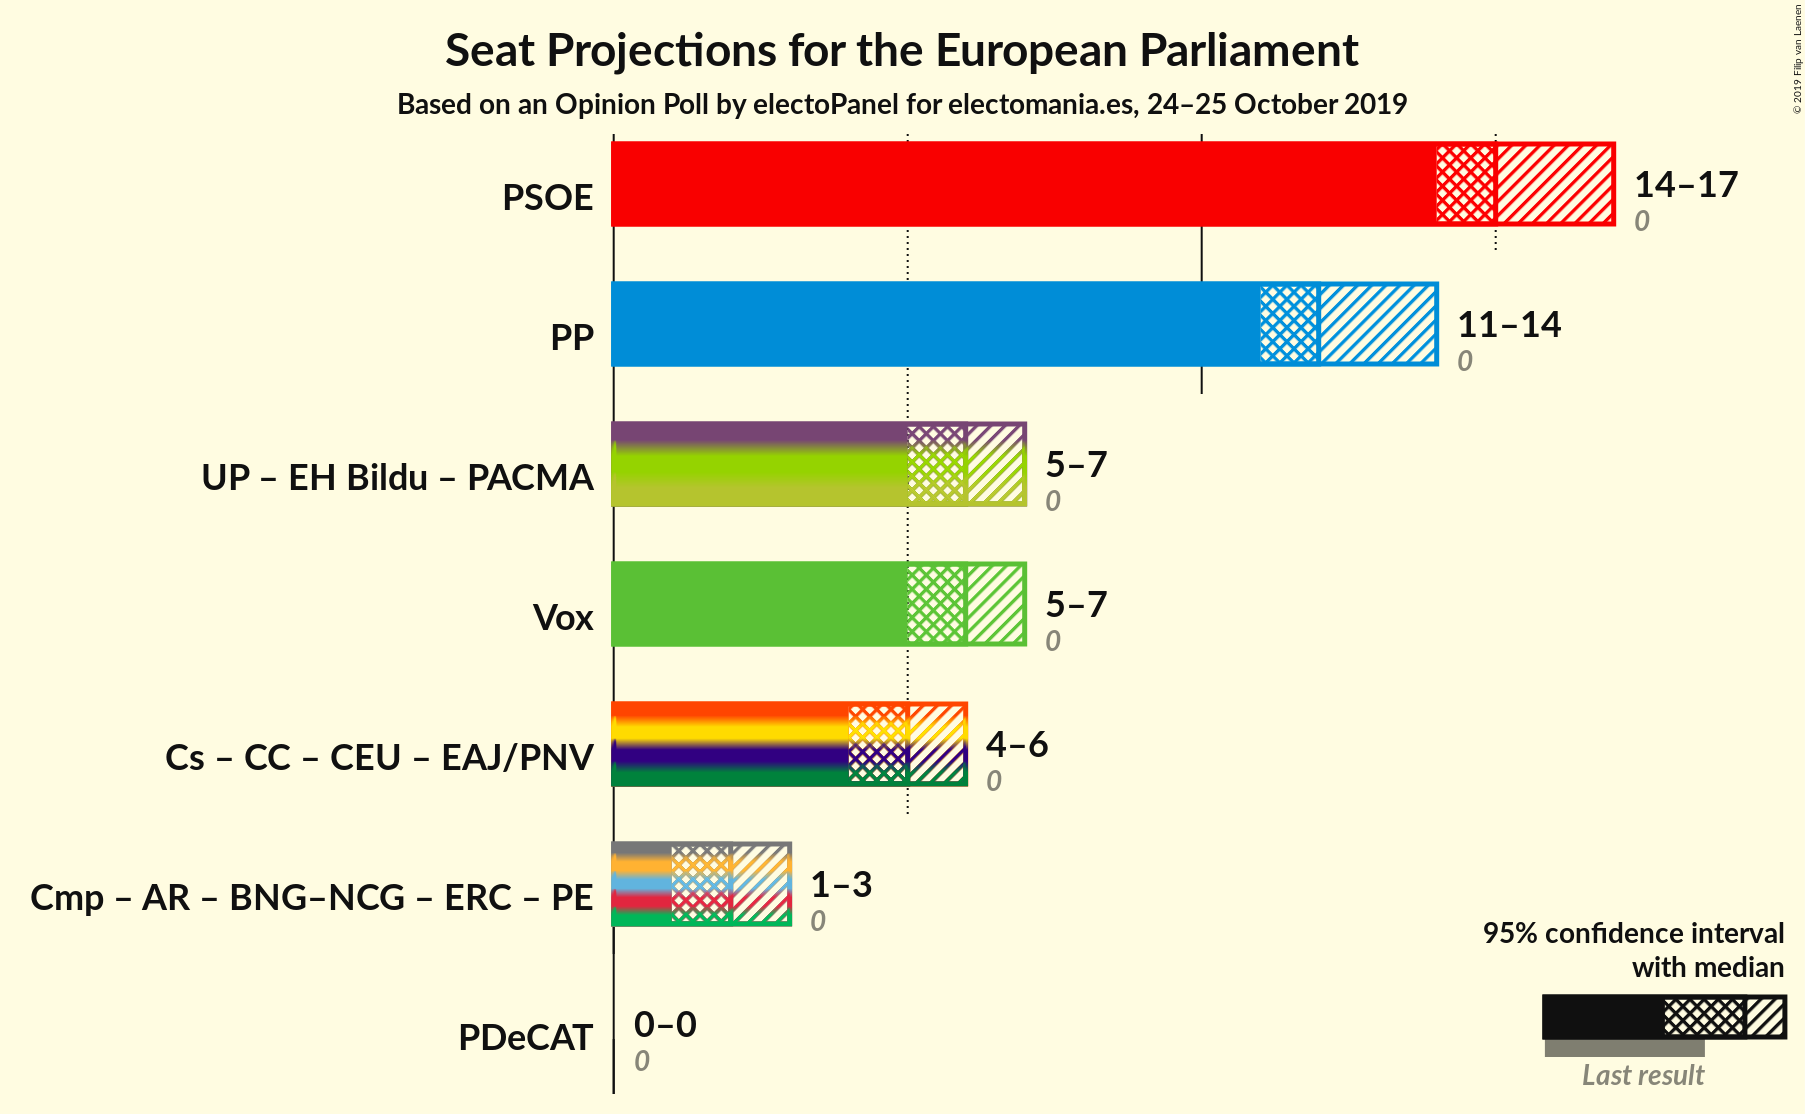 Seat Projections for the European Parliament
Based on an Opinion Poll by electoPanel for electomania.es, 24–25 October 2019
© 2019 Filip van Laenen
PSOE
14–17
0
PP
11–14
0
UP – EH Bildu – PACMA
5–7
0
Vox
5–7
0
Cs – CC – CEU – EAJ/PNV
4–6
0
Cmp – AR – BNG–NCG – ERC – PE
1–3
0
PDeCAT
0–0
0
95% confidence interval
with median
Last result